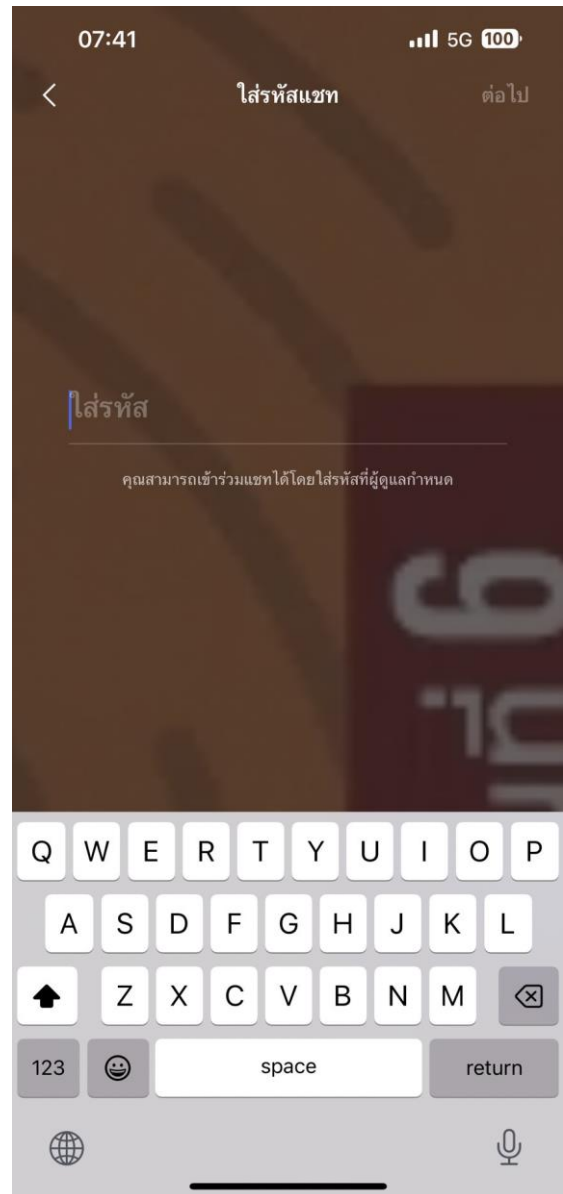 07:41 5G 100
ใส่รหัสแชท ต่อไป
ใส่รหัส
คุณสามารถเข้าร่วมแชทได้โดยใส่รหัสที่ผู้ดูแลกำหนด
Q W E R T Y U I O P
A S D F G H J K L
Z X C V B N M
123 space return